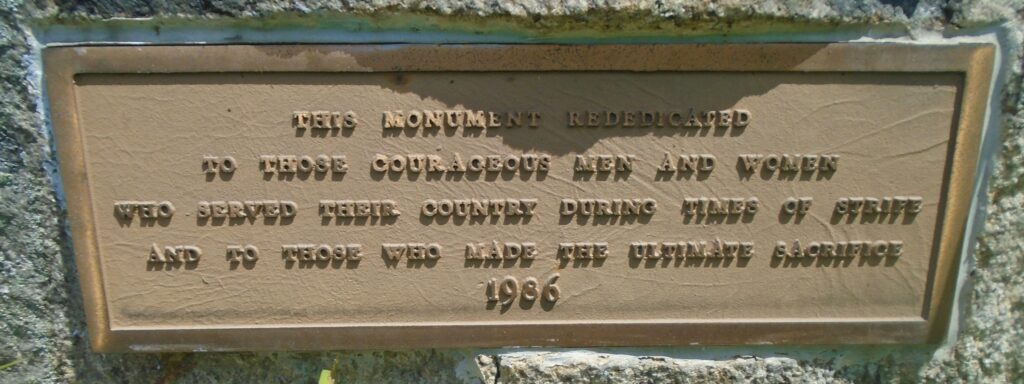 THIS MONUMENT REDEDICATED
TO THOSE COURAGEOUS MEN AND WOMEN
WHO SERVED THEIR COUNTRY DURING TIMES OF STRIFE
AND TO THOSE WHO MADE THE ULTIMATE SACRIFICE
1986